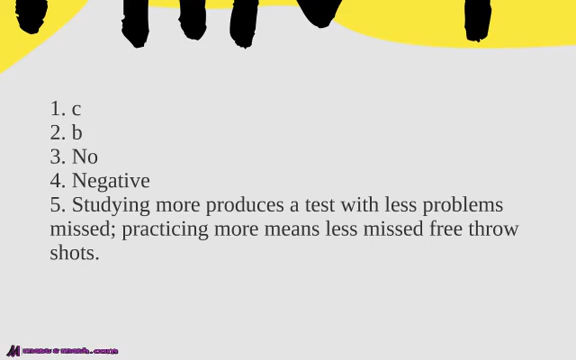 1. c
2. b
3. No
4. Negative
5. Studying more produces a test with less problems
missed; practicing more means less missed free throw
shots.